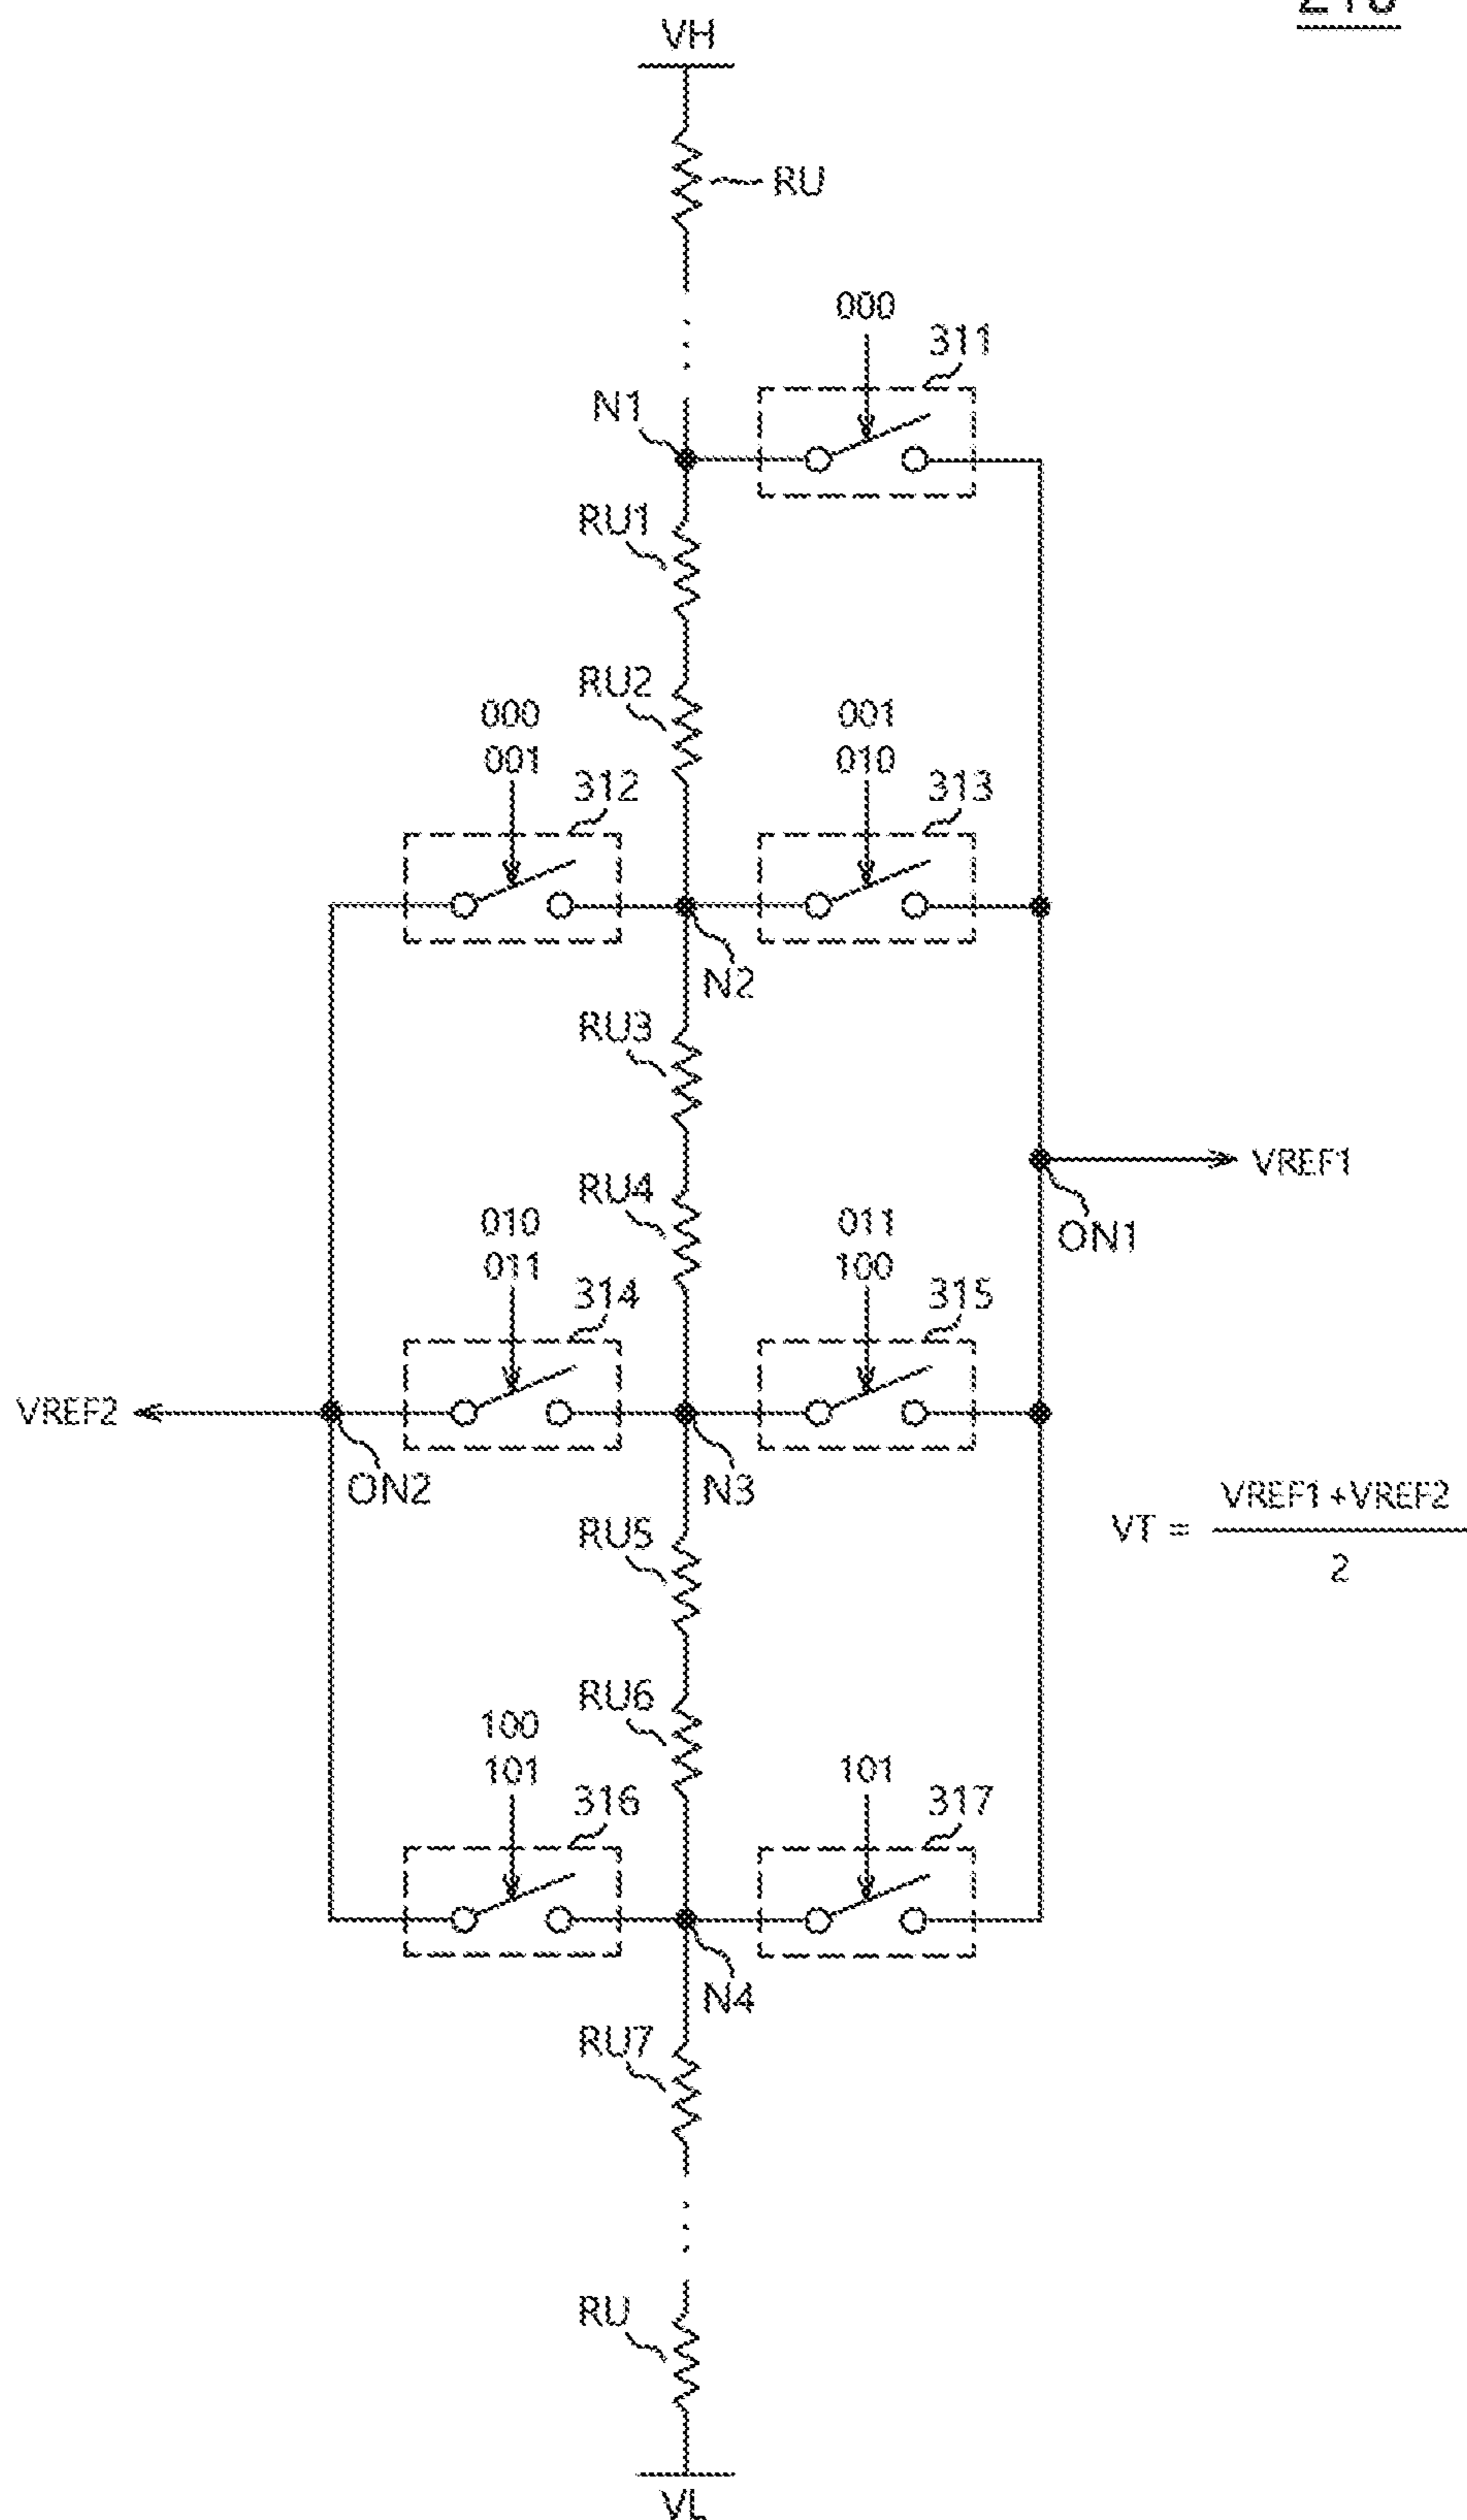 VH
RU
000
311
N1
RU1
RU2
000
001
312
001
010
313
N2
RU3
VREF1
RU4
ON1
010
011
314
011
100
315
VREF2
ON2
N3
VREF1+VREF2
VT =
2
RU5
RU6
100
101
316
101
317
N4
RU7
RU
VL